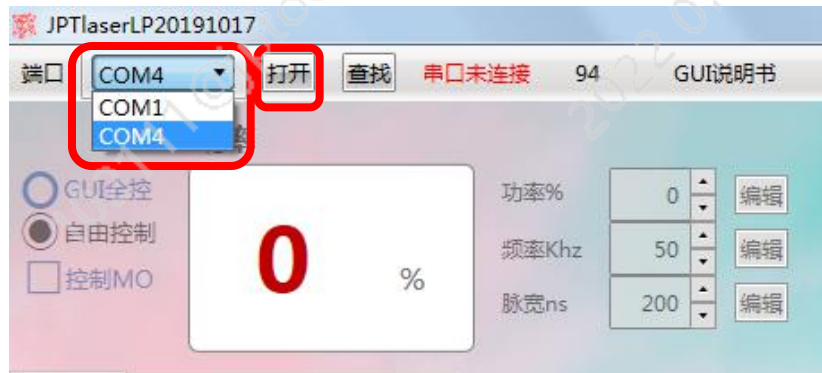 JPTlaserLP20191017
端口 COM4 打开 查找 串口未连接 94 GUI说明书
COM1
COM4
率
GUI全控
自由控制
控制MO
0 %
功率% 0 编辑
频率Khz 50 编辑
脉宽ns 200 编辑